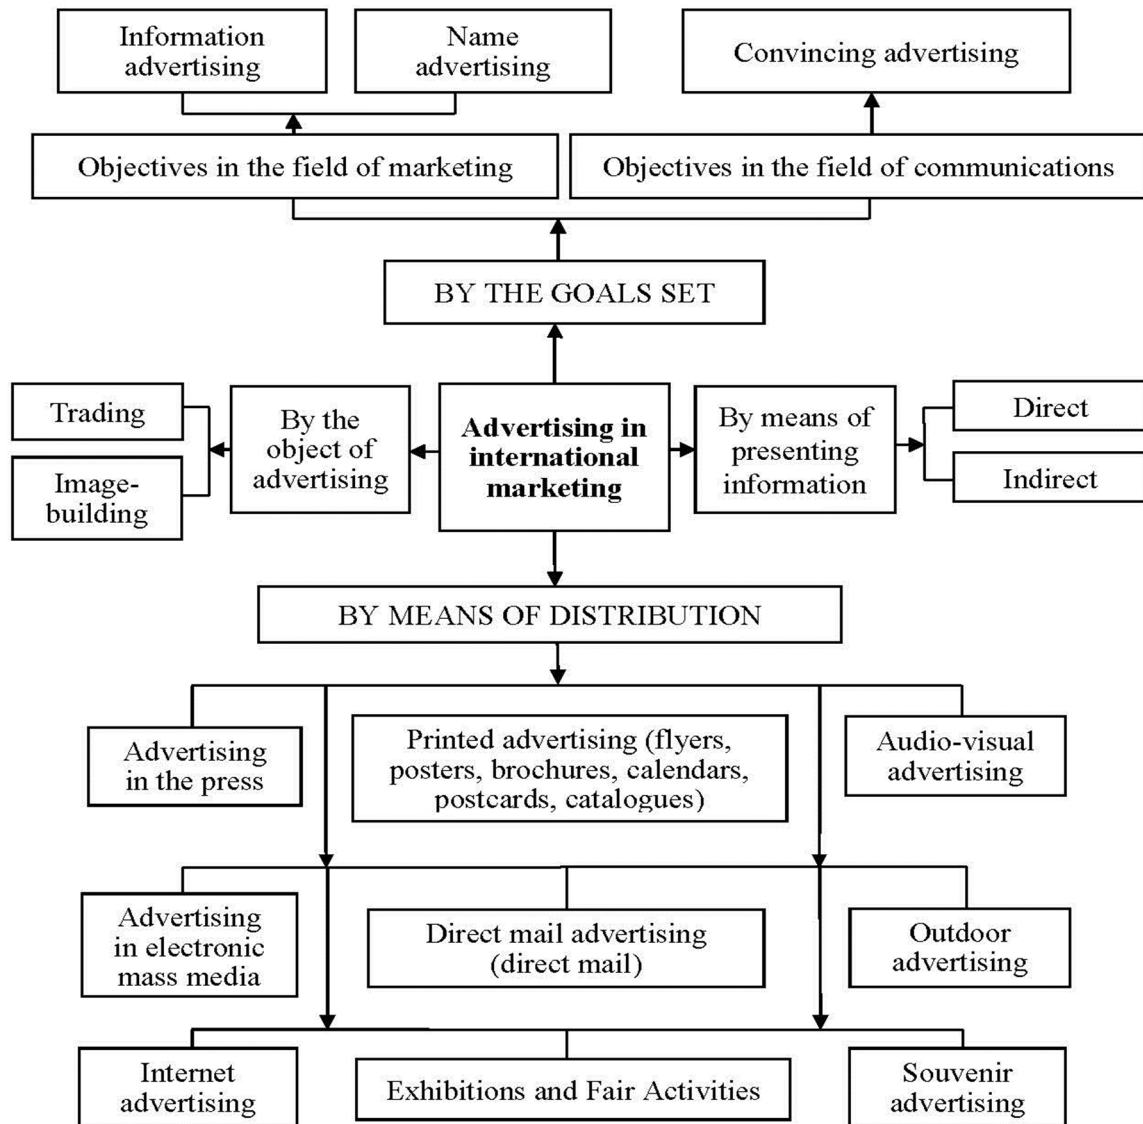 Information
advertising
Name
advertising
Convincing advertising
Objectives in the field of marketing
Objectives in the field of communications
BY THE GOALS SET
Trading
Image-
building
By the
object of
advertising
Advertising in
international
marketing
By means of
presenting
information
Direct
Indirect
BY MEANS OF DISTRIBUTION
Advertising
in the press
Printed advertising (flyers,
posters, brochures, calendars,
postcards, catalogues)
Audio-visual
advertising
Advertising
in electronic
mass media
Direct mail advertising
(direct mail)
Outdoor
advertising
Internet
advertising
Exhibitions and Fair Activities
Souvenir
advertising